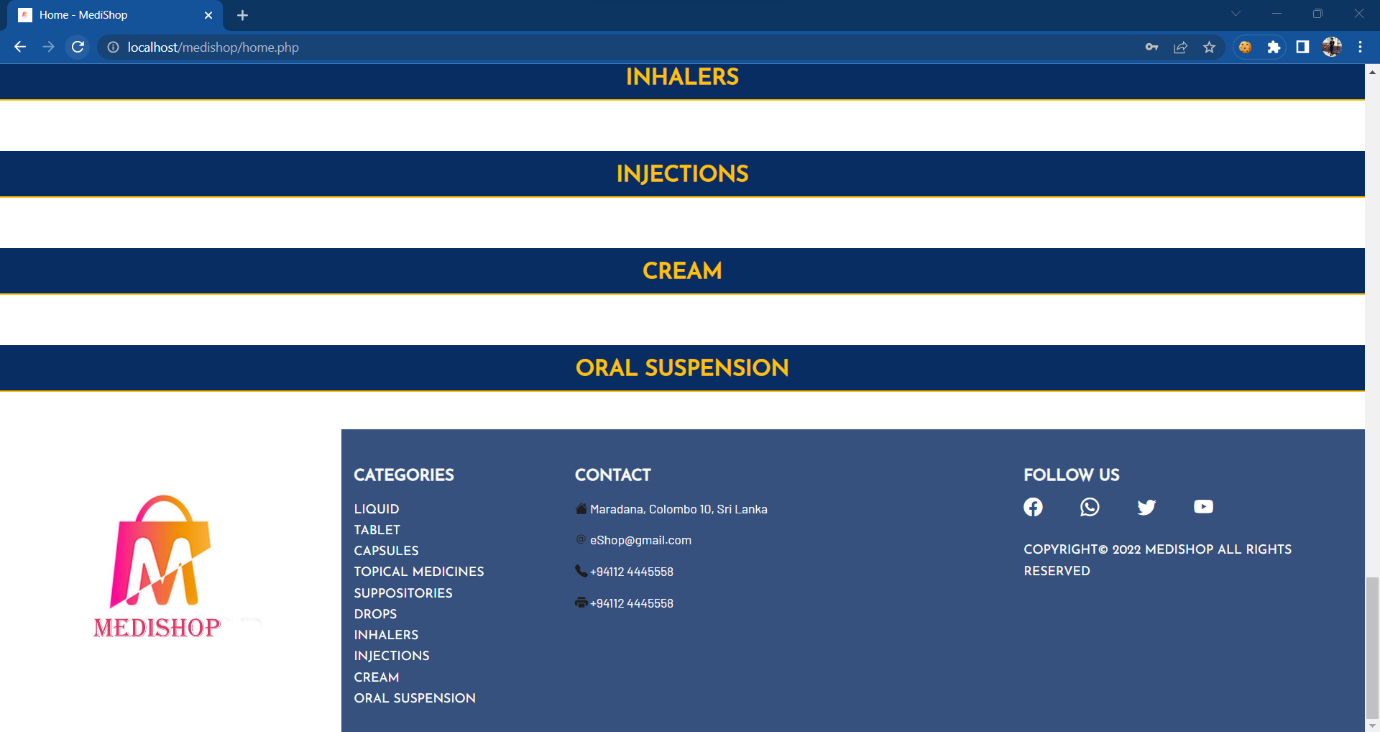 Home - MediShop
localhost/medishop/home.php
INHALERS
INJECTIONS
CREAM
ORAL SUSPENSION
MEDISHOP
CATEGORIES
LIQUID
TABLET
CAPSULES
TOPICAL MEDICINES
SUPPOSITORIES
DROPS
INHALERS
INJECTIONS
CREAM
ORAL SUSPENSION
CONTACT
Maradana, Colombo 10, Sri Lanka
@ eShop@gmail.com
+94112 4445558
+94112 4445558
FOLLOW US
COPYRIGHT© 2022 MEDISHOP ALL RIGHTS
RESERVED